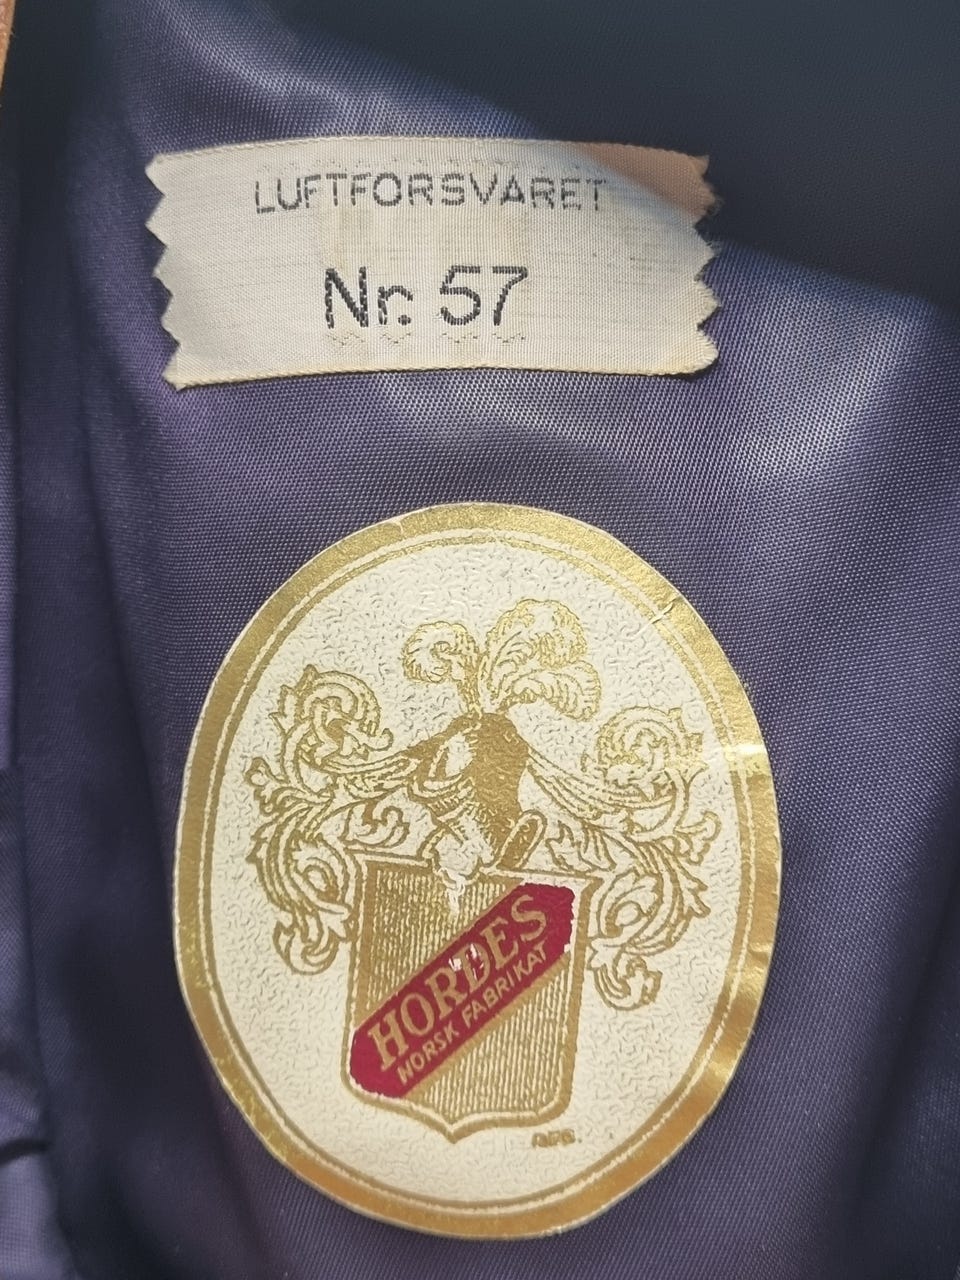 LUFTFORSVARET
Nr. 57
HORDES
NORSK FABRIKAT